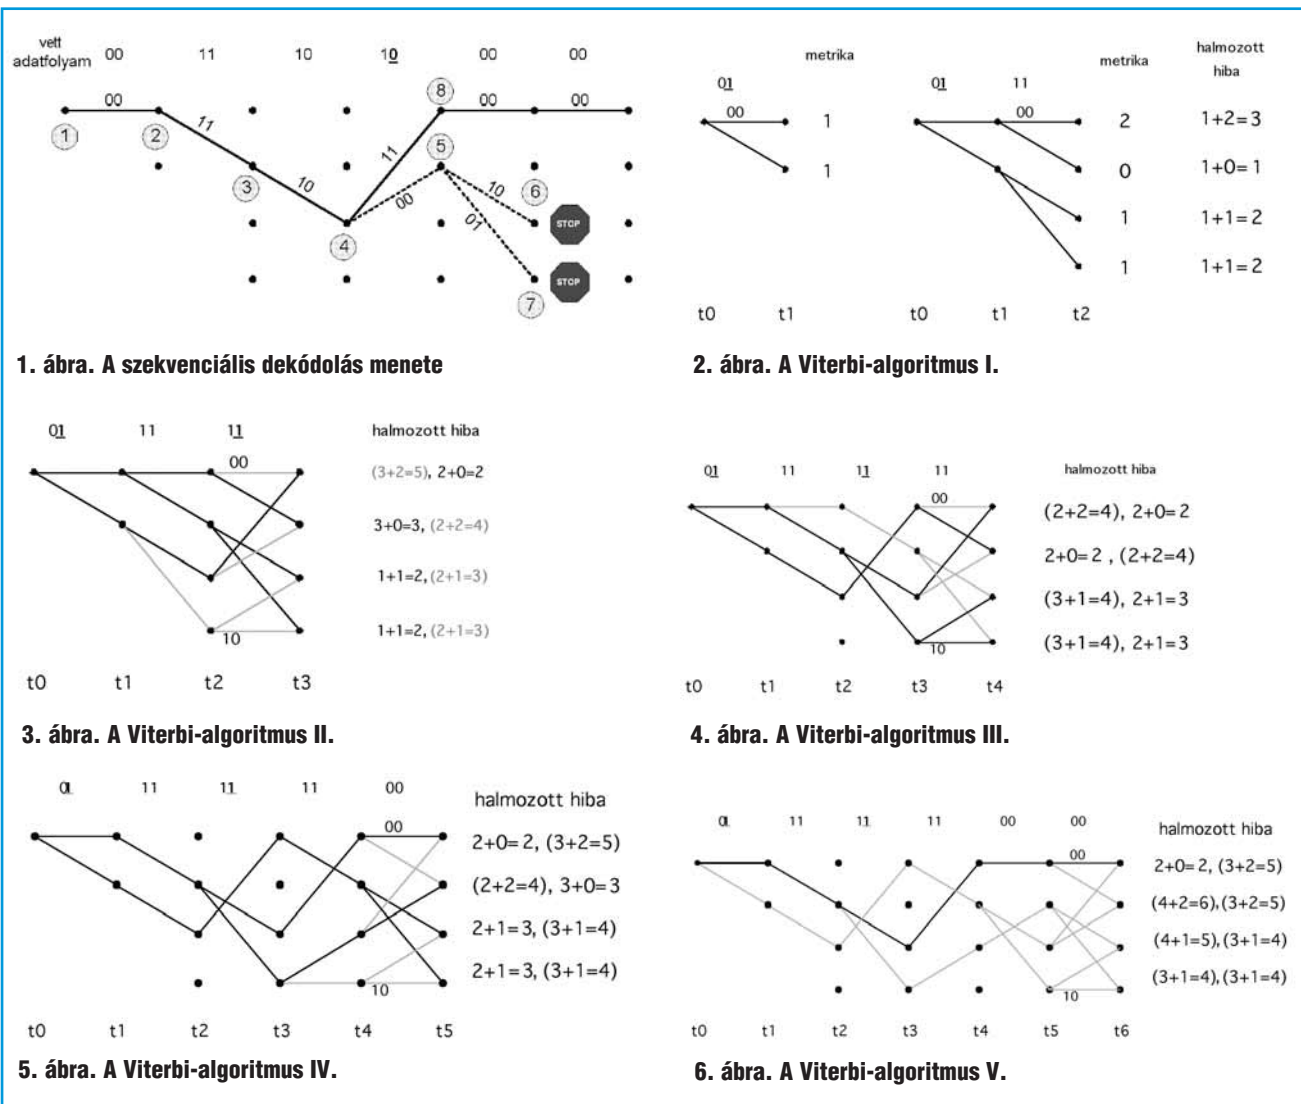 vett
adatfolyam 00 11 10 10 00 00
00 11 10 11 00 00 00 10 01
1 2 3 4 5 6 7 8
STOP
STOP
1. ábra. A szekvenciális dekódolás menete
metrika
01
00
1
1
t0 t1
metrika
halmozott
hiba
01 11
00
2 1+2=3
0 1+0=1
1 1+1=2
1 1+1=2
t0 t1 t2
2. ábra. A Viterbi-algoritmus I.
01 11 11 halmozott hiba
00 (3+2=5), 2+0=2
3+0=3, (2+2=4)
1+1=2, (2+1=3)
1+1=2, (2+1=3)
10
t0 t1 t2 t3
3. ábra. A Viterbi-algoritmus II.
01 11 11 11 halmozott hiba
00
(2+2=4), 2+0=2
2+0=2 , (2+2=4)
(3+1=4), 2+1=3
(3+1=4), 2+1=3
10
t0 t1 t2 t3 t4
4. ábra. A Viterbi-algoritmus III.
01 11 11 11 00
halmozott hiba
00
2+0=2, (3+2=5)
(2+2=4), 3+0=3
2+1=3, (3+1=4)
2+1=3, (3+1=4)
10
t0 t1 t2 t3 t4 t5
5. ábra. A Viterbi-algoritmus IV.
01 11 11 11 00 00
halmozott hiba
00
2+0=2, (3+2=5)
(4+2=6),(3+2=5)
(4+1=5),(3+1=4)
(3+1=4),(3+1=4)
10
t0 t1 t2 t3 t4 t5 t6
6. ábra. A Viterbi-algoritmus V.